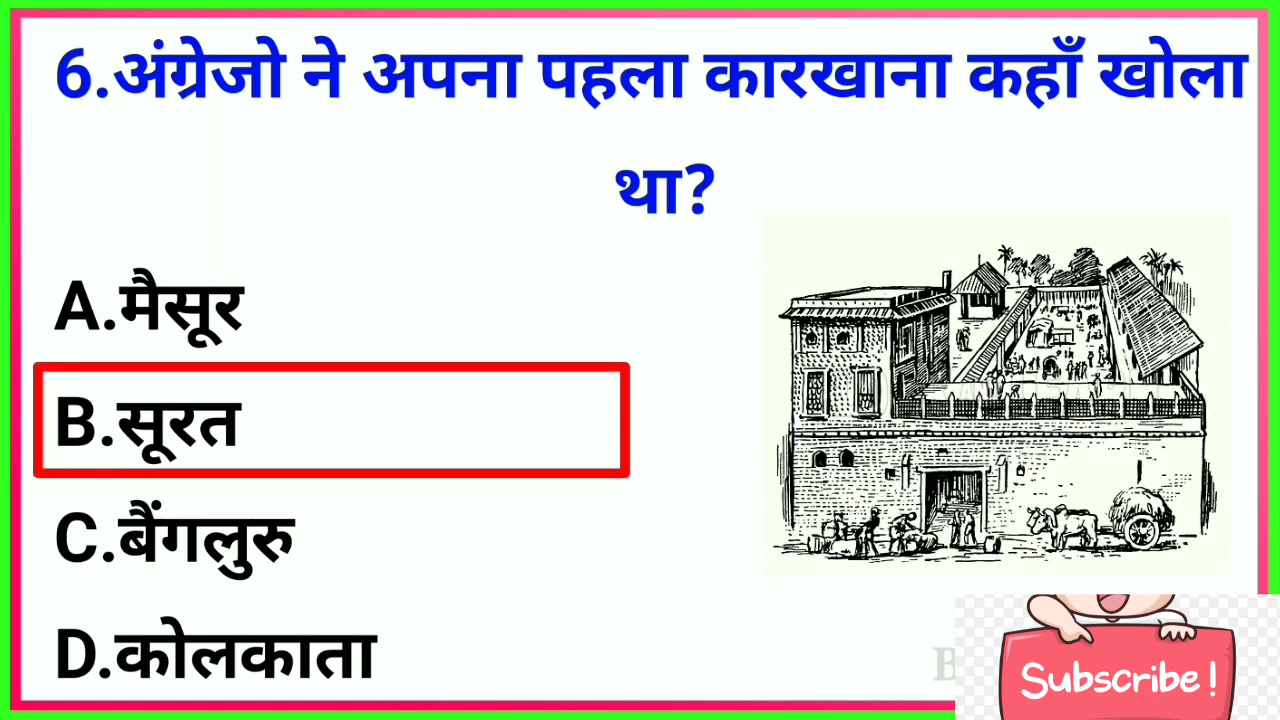 6.अंग्रेजो ने अपना पहला कारखाना कहाँ खोला
था?
A.मैसूर
B.सूरत
C.बैंगलुरु
D.कोलकाता
Subscribe!